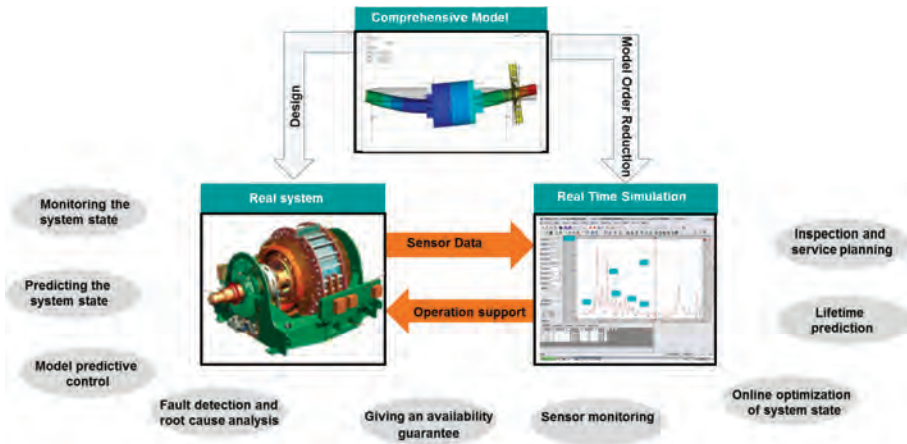 Comprehensive Model
Design
Model Order Reduction
Real system
Real Time Simulation
Sensor Data
Operation support
Monitoring the
system state
Predicting the
system state
Model predictive
control
Fault detection and
root cause analysis
Giving an availability
guarantee
Sensor monitoring
Online optimization
of system state
Lifetime
prediction
Inspection and
service planning